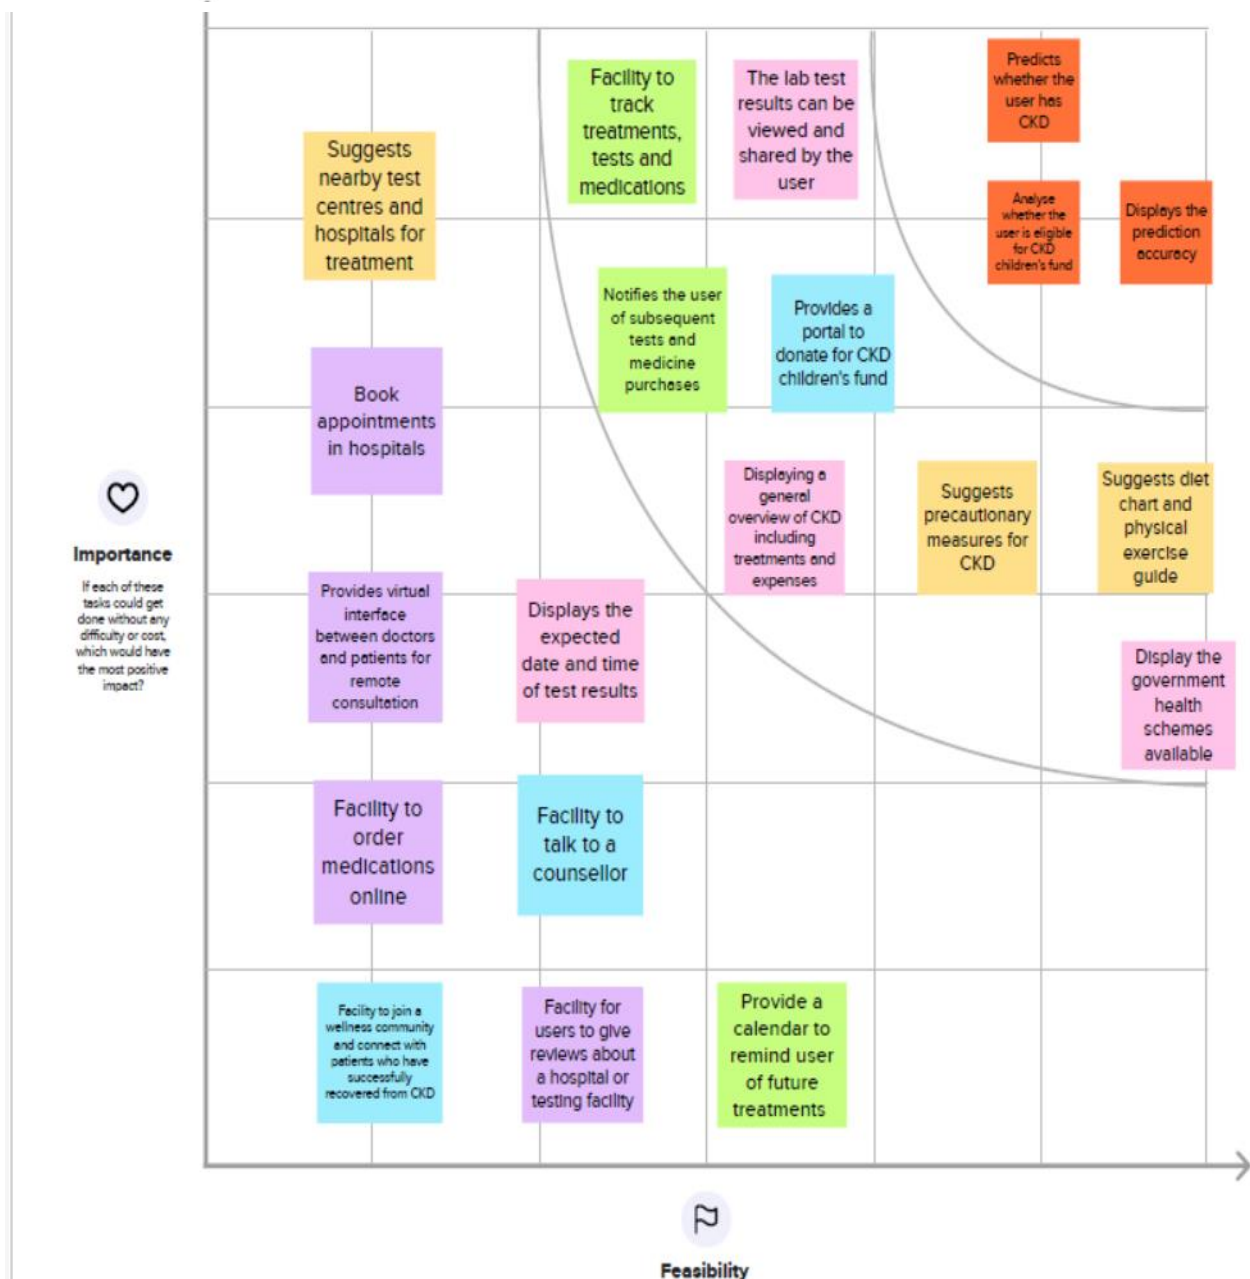 Facility to
track
treatments,
tests and
medications
The lab test
results can be
viewed and
shared by the
user
Predicts
whether the
user has
CKD
Suggests
nearby test
centres and
hospitals for
treatment
Analyse
whether the
user is eligible
for CKD
children's fund
Displays the
prediction
accuracy
Notifies the user
of subsequent
tests and
medicine
purchases
Provides a
portal to
donate for CKD
children's fund
Book
appointments
in hospitals
Displaying a
general
overview of CKD
including
treatments and
expenses
Suggests
precautionary
measures for
CKD
Suggests diet
chart and
physical
exercise
guide
Importance
If each of these
tasks could get
done without any
difficulty or cost,
which would have
the most positive
impact?
Provides virtual
interface
between doctors
and patients for
remote
consultation
Displays the
expected
date and time
of test results
Display the
government
health
schemes
available
Facility to
order
medications
online
Facility to
talk to a
counsellor
Facility to join a
wellness community
and connect with
patients who have
successfully
recovered from CKD
Facility for
users to give
reviews about
a hospital or
testing facility
Provide a
calendar to
remind user
of future
treatments
Feasibility